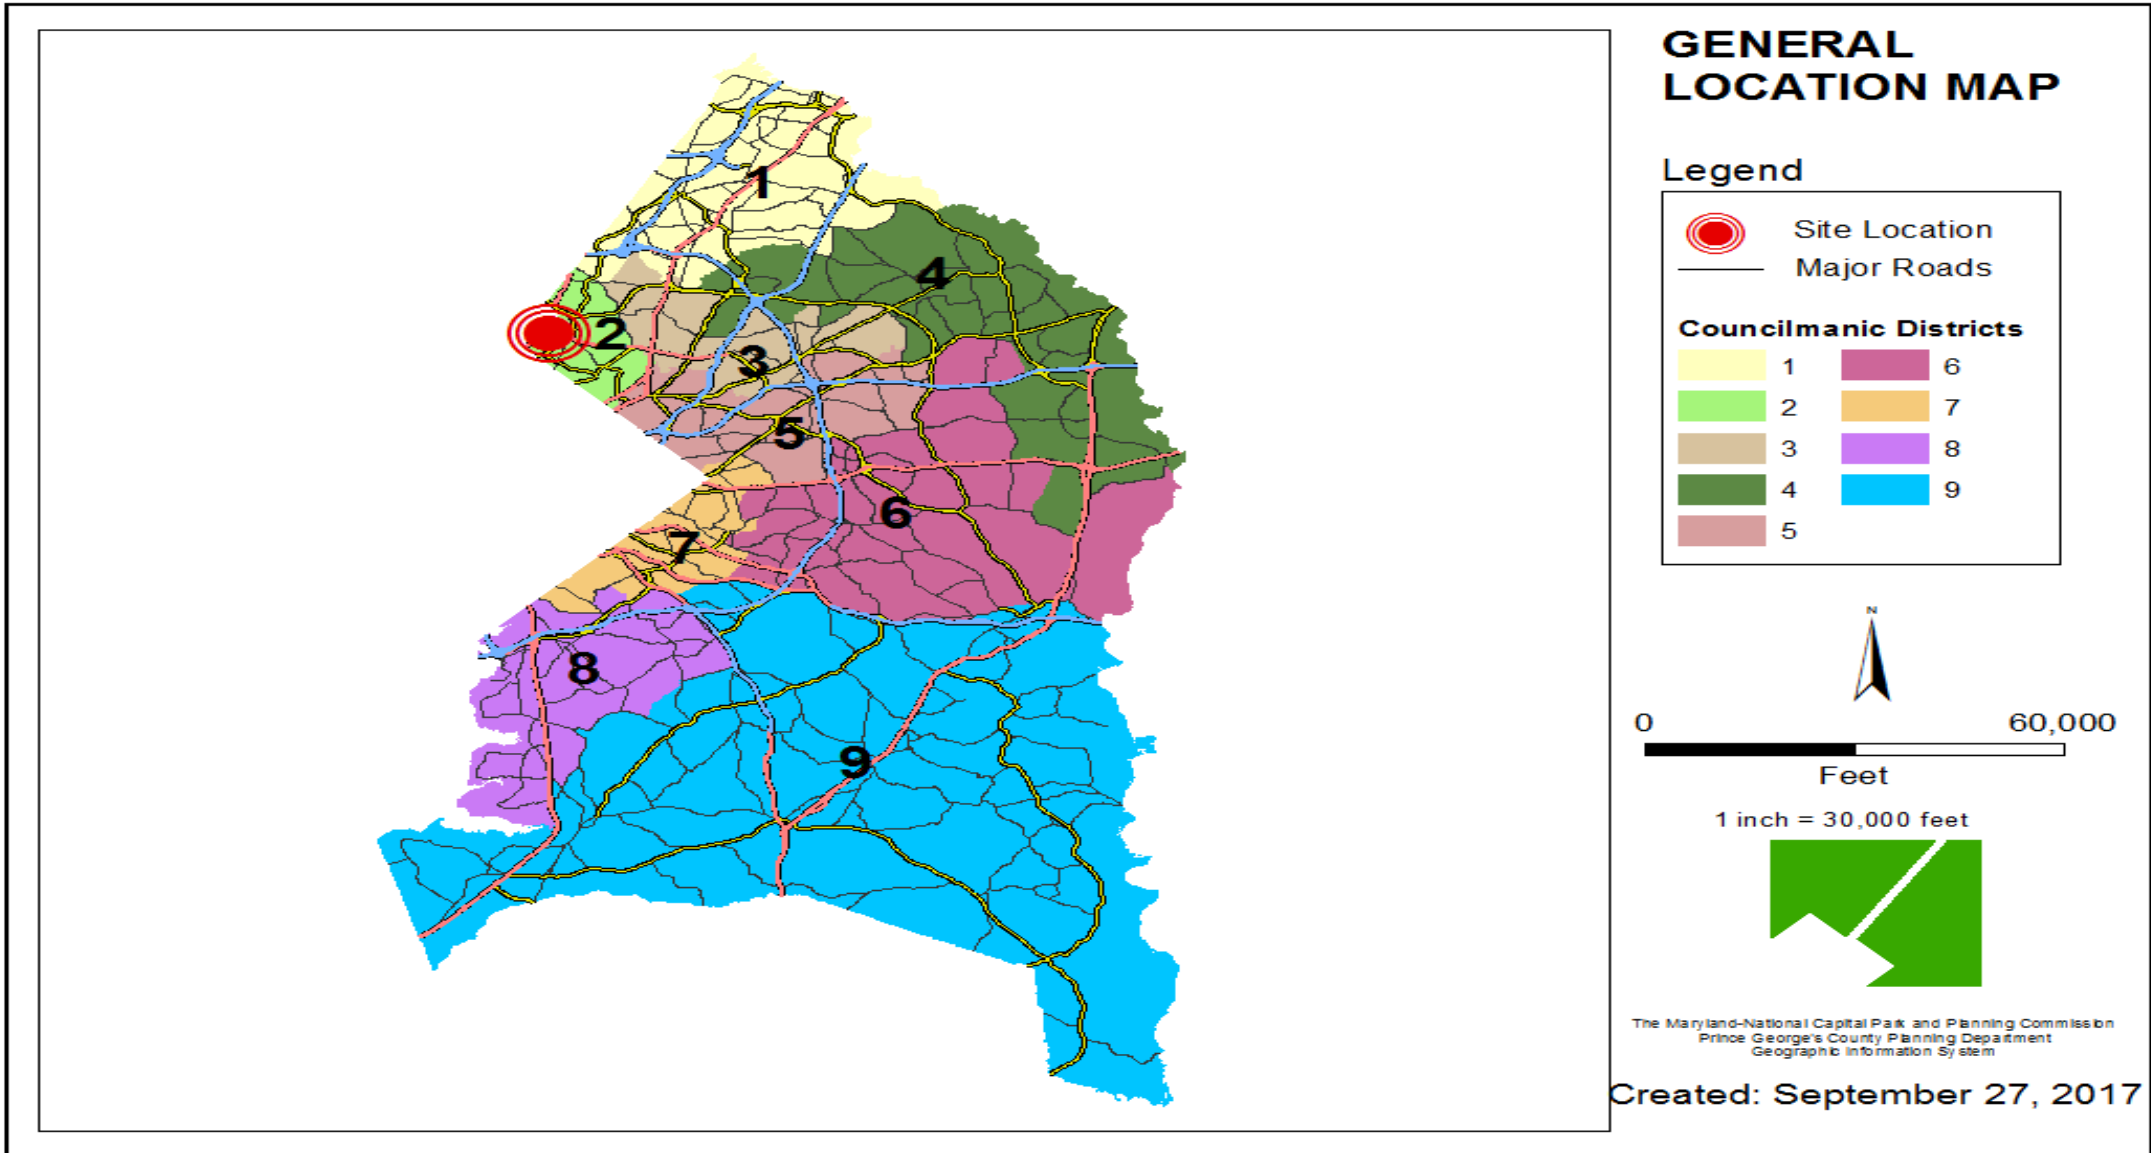 GENERAL
LOCATION MAP
Legend
Site Location
Major Roads
Councilmanic Districts
1 6
2 7
3 8
4 9
5
N
0 60,000
Feet
1 inch = 30,000 feet
The Maryland-National Capital Park and Planning Commission
Prince George's County Planning Department
Geographic Information System
Created: September 27, 2017
1
4
2
3
5
6
7
8
9